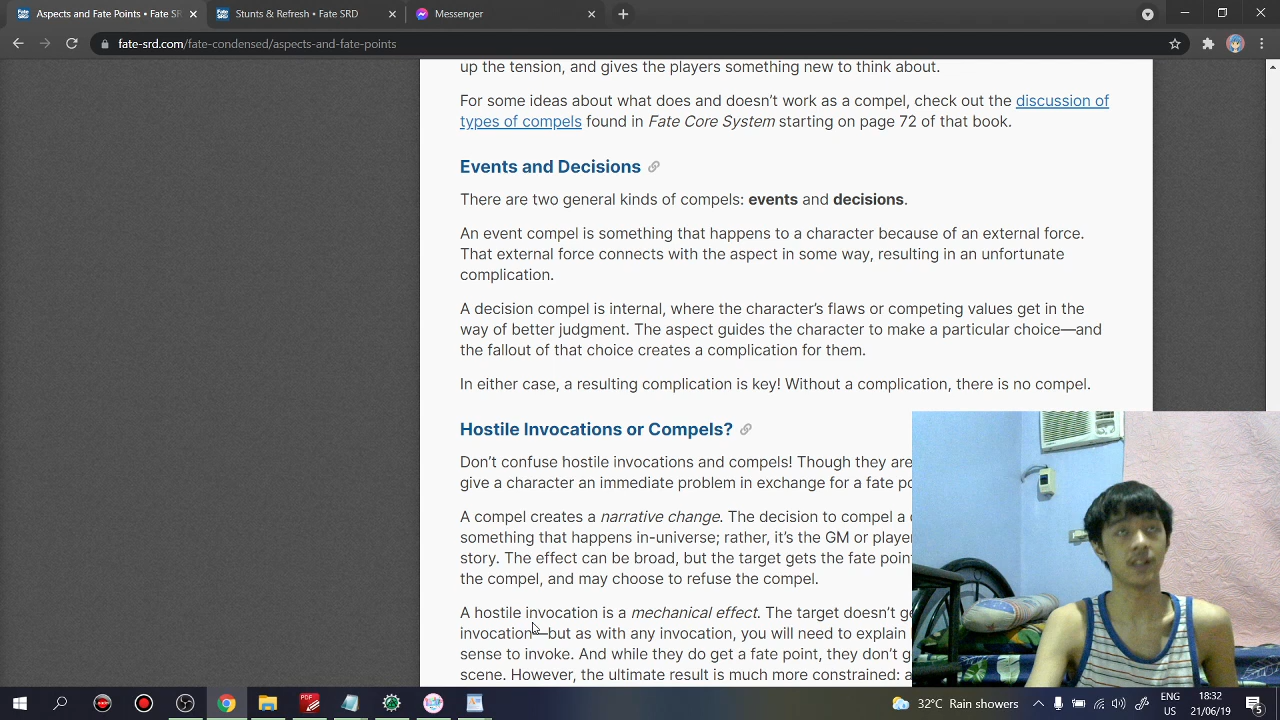 Aspects and Fate Points • Fate SR
Stunts & Refresh • Fate SRD
Messenger
fate-srd.com/fate-condensed/aspects-and-fate-points
up the tension, and gives the players something new to think about.
For some ideas about what does and doesn’t work as a compel, check out the discussion of
types of compels found in Fate Core System starting on page 72 of that book.
Events and Decisions
There are two general kinds of compels: events and decisions.
An event compel is something that happens to a character because of an external force.
That external force connects with the aspect in some way, resulting in an unfortunate
complication.
A decision compel is internal, where the character’s flaws or competing values get in the
way of better judgment. The aspect guides the character to make a particular choice—and
the fallout of that choice creates a complication for them.
In either case, a resulting complication is key! Without a complication, there is no compel.
Hostile Invocations or Compels?
Don’t confuse hostile invocations and compels! Though they are
give a character an immediate problem in exchange for a fate po
A compel creates a narrative change. The decision to compel a
something that happens in-universe; rather, it’s the GM or player
story. The effect can be broad, but the target gets the fate poin
the compel, and may choose to refuse the compel.
A hostile invocation is a mechanical effect. The target doesn’t ge
invocation—but as with any invocation, you will need to explain
sense to invoke. And while they do get a fate point, they don’t g
scene. However, the ultimate result is much more constrained: a
PDF
32°C Rain showers
ENG
US
18:32
21/06/19
5